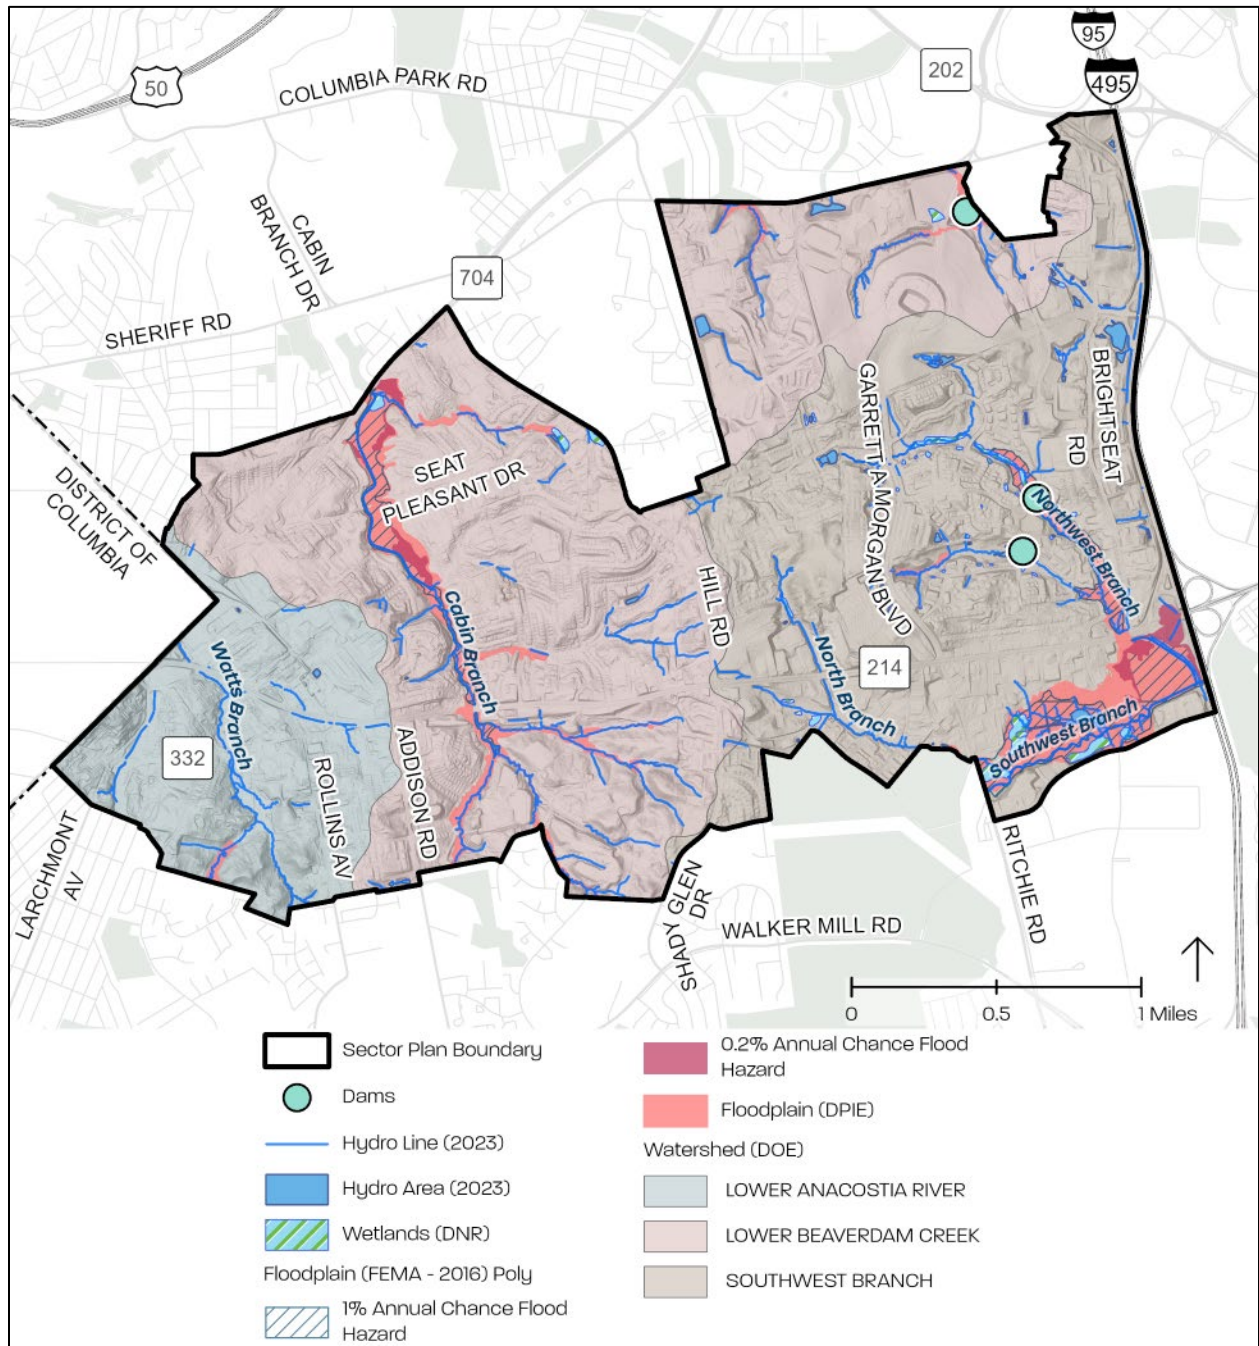 95
495
50
202
COLUMBIA PARK RD
CABIN
BRANCH DR
704
SHERIFF RD
DISTRICT OF
COLUMBIA
SEAT
PLEASANT DR
GARRETT A MORGAN BLVD
BRIGHTSEAT
RD
Northwest Branch
HILL RD
Cabin Branch
Watts Branch
North Branch
214
Southwest Branch
332
ROLLINS AV
ADDISON RD
LARCHMONT
AV
SHADY GLEN
DR
WALKER MILL RD
RITCHIE RD
0
0.5
1 Miles
Sector Plan Boundary
Dams
Hydro Line (2023)
Hydro Area (2023)
Wetlands (DNR)
Floodplain (FEMA - 2016) Poly
1% Annual Chance Flood
Hazard
0.2% Annual Chance Flood
Hazard
Floodplain (DPIE)
Watershed (DOE)
LOWER ANACOSTIA RIVER
LOWER BEAVERDAM CREEK
SOUTHWEST BRANCH